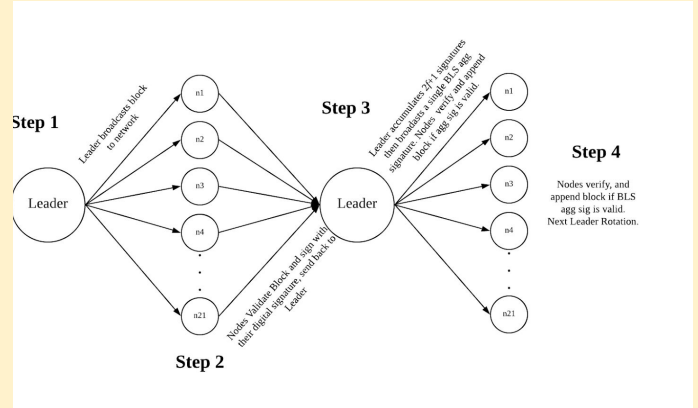 Step 1
Leader broadcasts block
to network
Leader
n1
n2
n3
n4
n21
Step 2
Nodes Validate Block and sign with
their digital signature, send back to
Leader
Step 3
Leader
Leader accumulates 2f+1 signatures
then broadasts a single BLS agg
signature. Nodes verify and append
block if agg sig is valid.
n1
n2
n3
n4
n21
Step 4
Nodes verify, and
append block if BLS
agg sig is valid.
Next Leader Rotation.